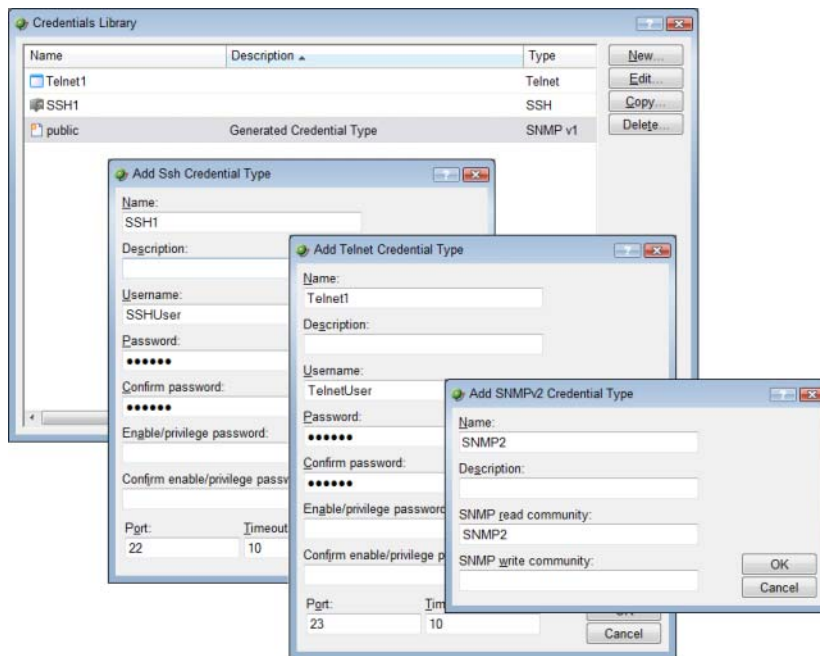 Credentials Library
Name Description Type
Telnet1 Telnet
SSH1 SSH
public Generated Credential Type SNMP v1
New...
Edit...
Copy...
Delete...
Add Ssh Credential Type
Name:
SSH1
Description:
Username:
SSHUser
Password:
••••••
Confirm password:
••••••
Enable/privilege password:
Confirm enable/privilege passw
Port: Timeout
22 10
Add Telnet Credential Type
Name:
Telnet1
Description:
Username:
TelnetUser
Password:
••••••
Confirm password:
••••••
Enable/privilege password
Confirm enable/privilege p
Port: Tim
23 10
Cancel
Add SNMPv2 Credential Type
Name:
SNMP2
Description:
SNMP read community:
SNMP2
SNMP write community:
OK
Cancel